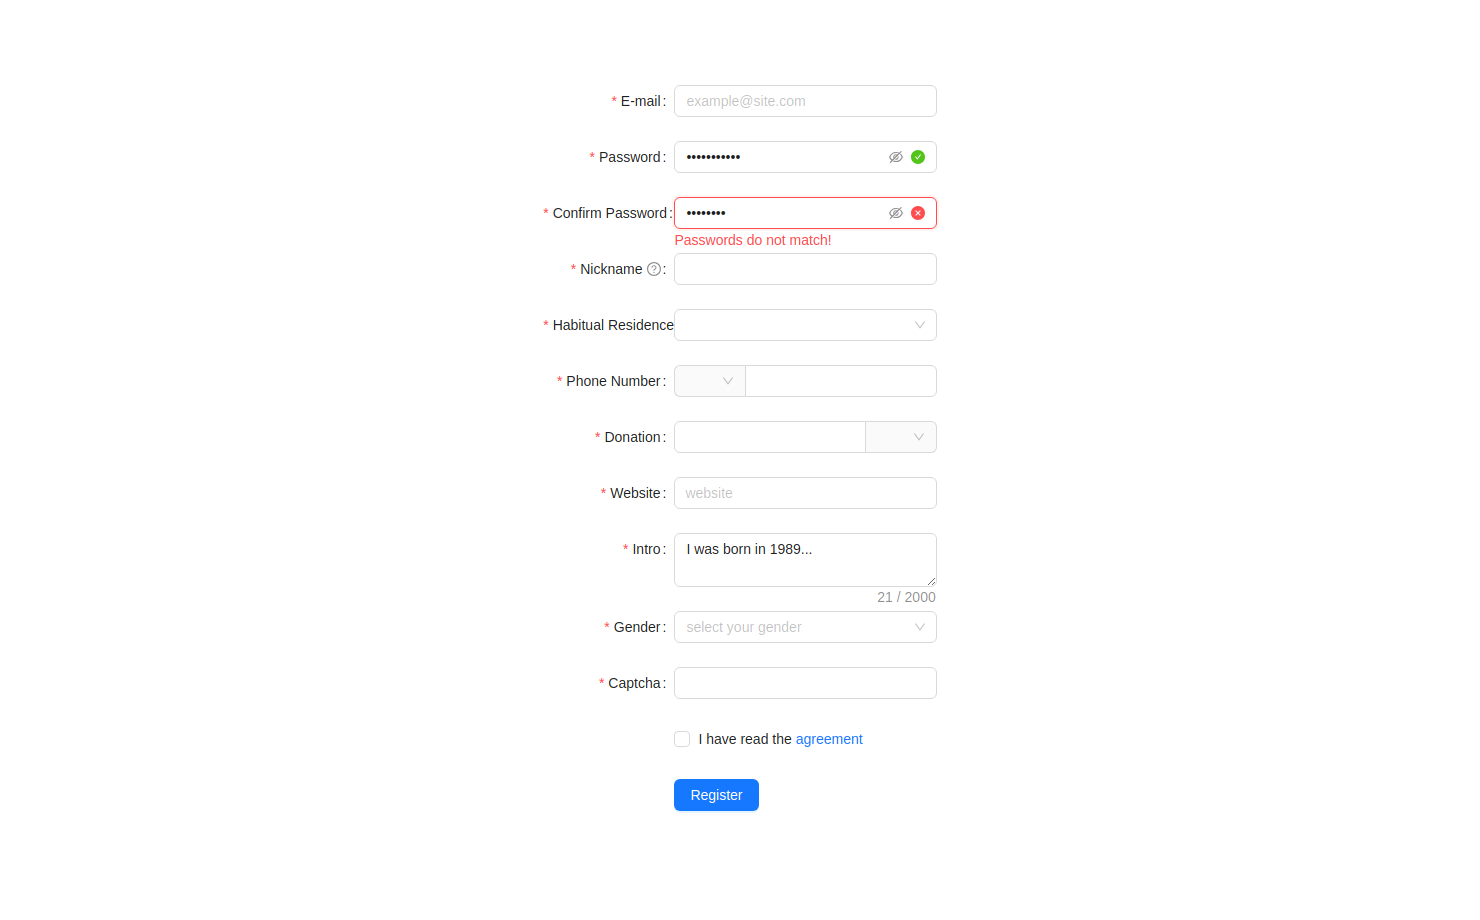 * E-mail: example@site.com
* Password: •••••••••••
* Confirm Password: ••••••••
Passwords do not match!
* Nickname :
* Habitual Residence
* Phone Number:
* Donation:
* Website: website
* Intro: I was born in 1989...
21 / 2000
* Gender: select your gender
* Captcha:
I have read the agreement
Register